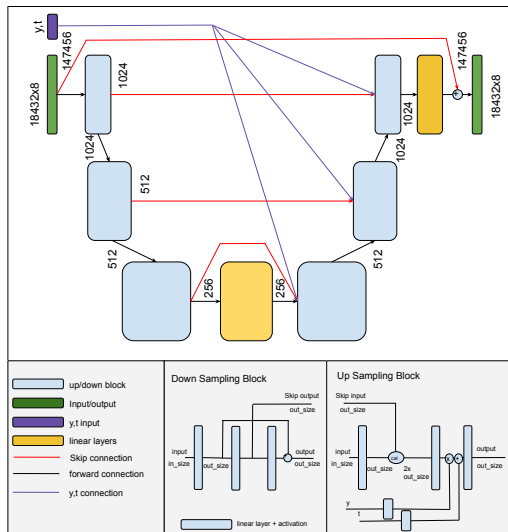 y,t
18432x8
147456
1024
1024
512
512
256
256
512
1024
1024
147456
+
18432x8
up/down block
Input/output
y,t input
linear layers
Skip connection
forward connection
y,t connection
Down Sampling Block
Skip output
out_size
input
in_size
out_size
output
out_size
linear layer + activation
Up Sampling Block
Skip input
out_size
input
in_size
out_size
cat
2x
out_size
x
+
output
out_size
y
t